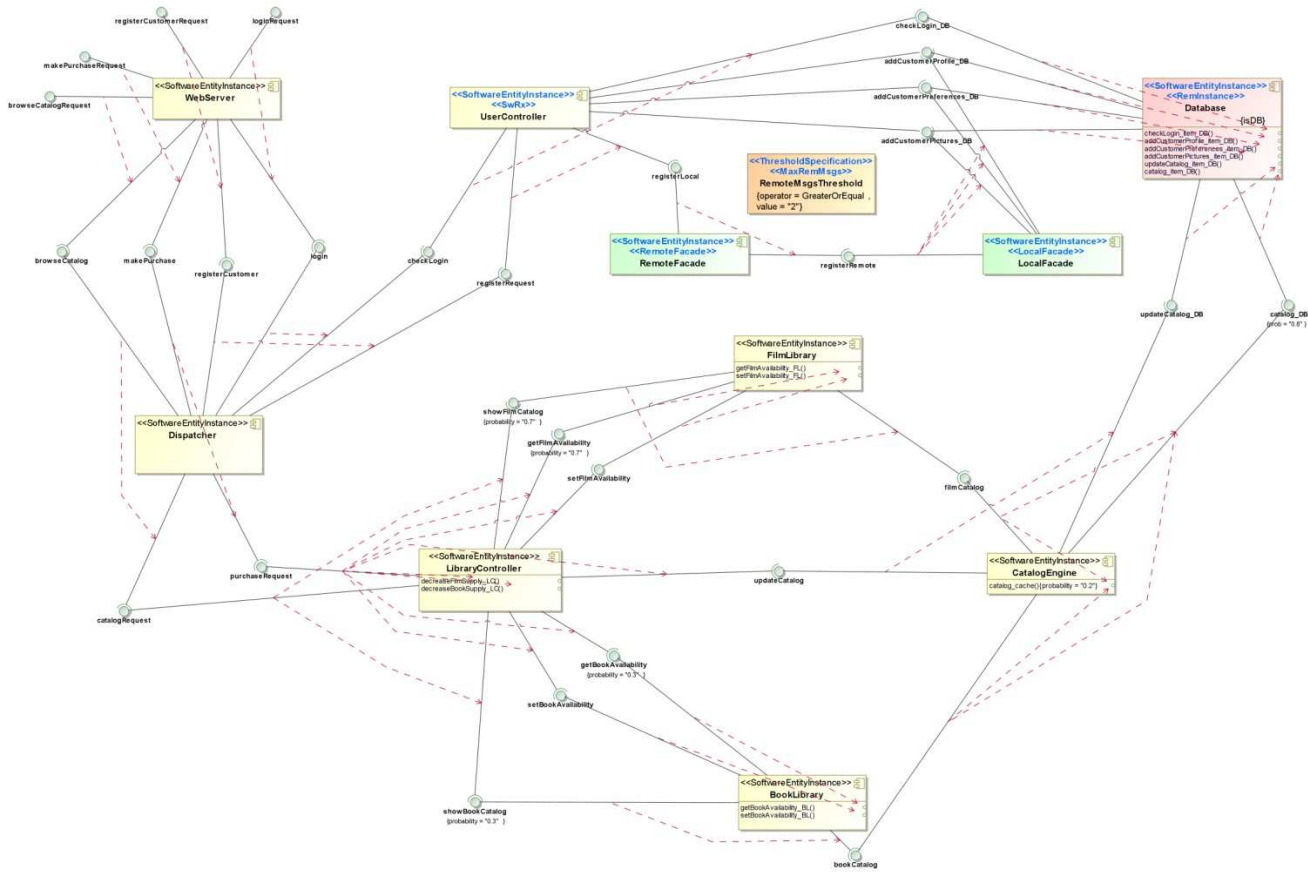 registerCustomerRequest
loginRequest
makePurchaseRequest
browseCatalogRequest
<<SoftwareEntityInstance>>
WebServer
<<SoftwareEntityInstance>>
<<SwRx>>
UserController
checkLogin_DB
addCustomerProfile_DB
addCustomerPreferences_DB
addCustomerPictures_DB
<<SoftwareEntityInstance>>
<<RemInstance>>
Database
{isDB}
checkLogin_item_DB()
addCustomerProfile_item_DB()
addCustomerPreferences_item_DB()
addCustomerPictures_item_DB()
updateCatalog_item_DB()
catalog_item_DB()
<<ThresholdSpecification>>
<<MaxRemMsgs>>
RemoteMsgsThreshold
{operator = GreaterOrEqual ,
value = "2"}
registerLocal
<<SoftwareEntityInstance>>
<<RemoteFacade>>
RemoteFacade
registerRemote
<<SoftwareEntityInstance>>
<<LocalFacade>>
LocalFacade
browseCatalog
makePurchase
registerCustomer
login
checkLogin
registerRequest
updateCatalog_DB
catalog_DB
{prob = "0.8" }
<<SoftwareEntityInstance>>
FilmLibrary
getFilmAvailability_FL()
setFilmAvailability_FL()
showFilmCatalog
{probability = "0.7" }
getFilmAvailability
{probability = "0.7" }
setFilmAvailability
filmCatalog
<<SoftwareEntityInstance>>
Dispatcher
<<SoftwareEntityInstance>>
LibraryController
decreaseFilmSupply_LC()
decreaseBookSupply_LC()
purchaseRequest
catalogRequest
updateCatalog
<<SoftwareEntityInstance>>
CatalogEngine
catalog_cache(){probability = "0.2"}
getBookAvailability
{probability = "0.3" }
setBookAvailability
<<SoftwareEntityInstance>>
BookLibrary
getBookAvailability_BL()
setBookAvailability_BL()
showBookCatalog
{probability = "0.3" }
bookCatalog